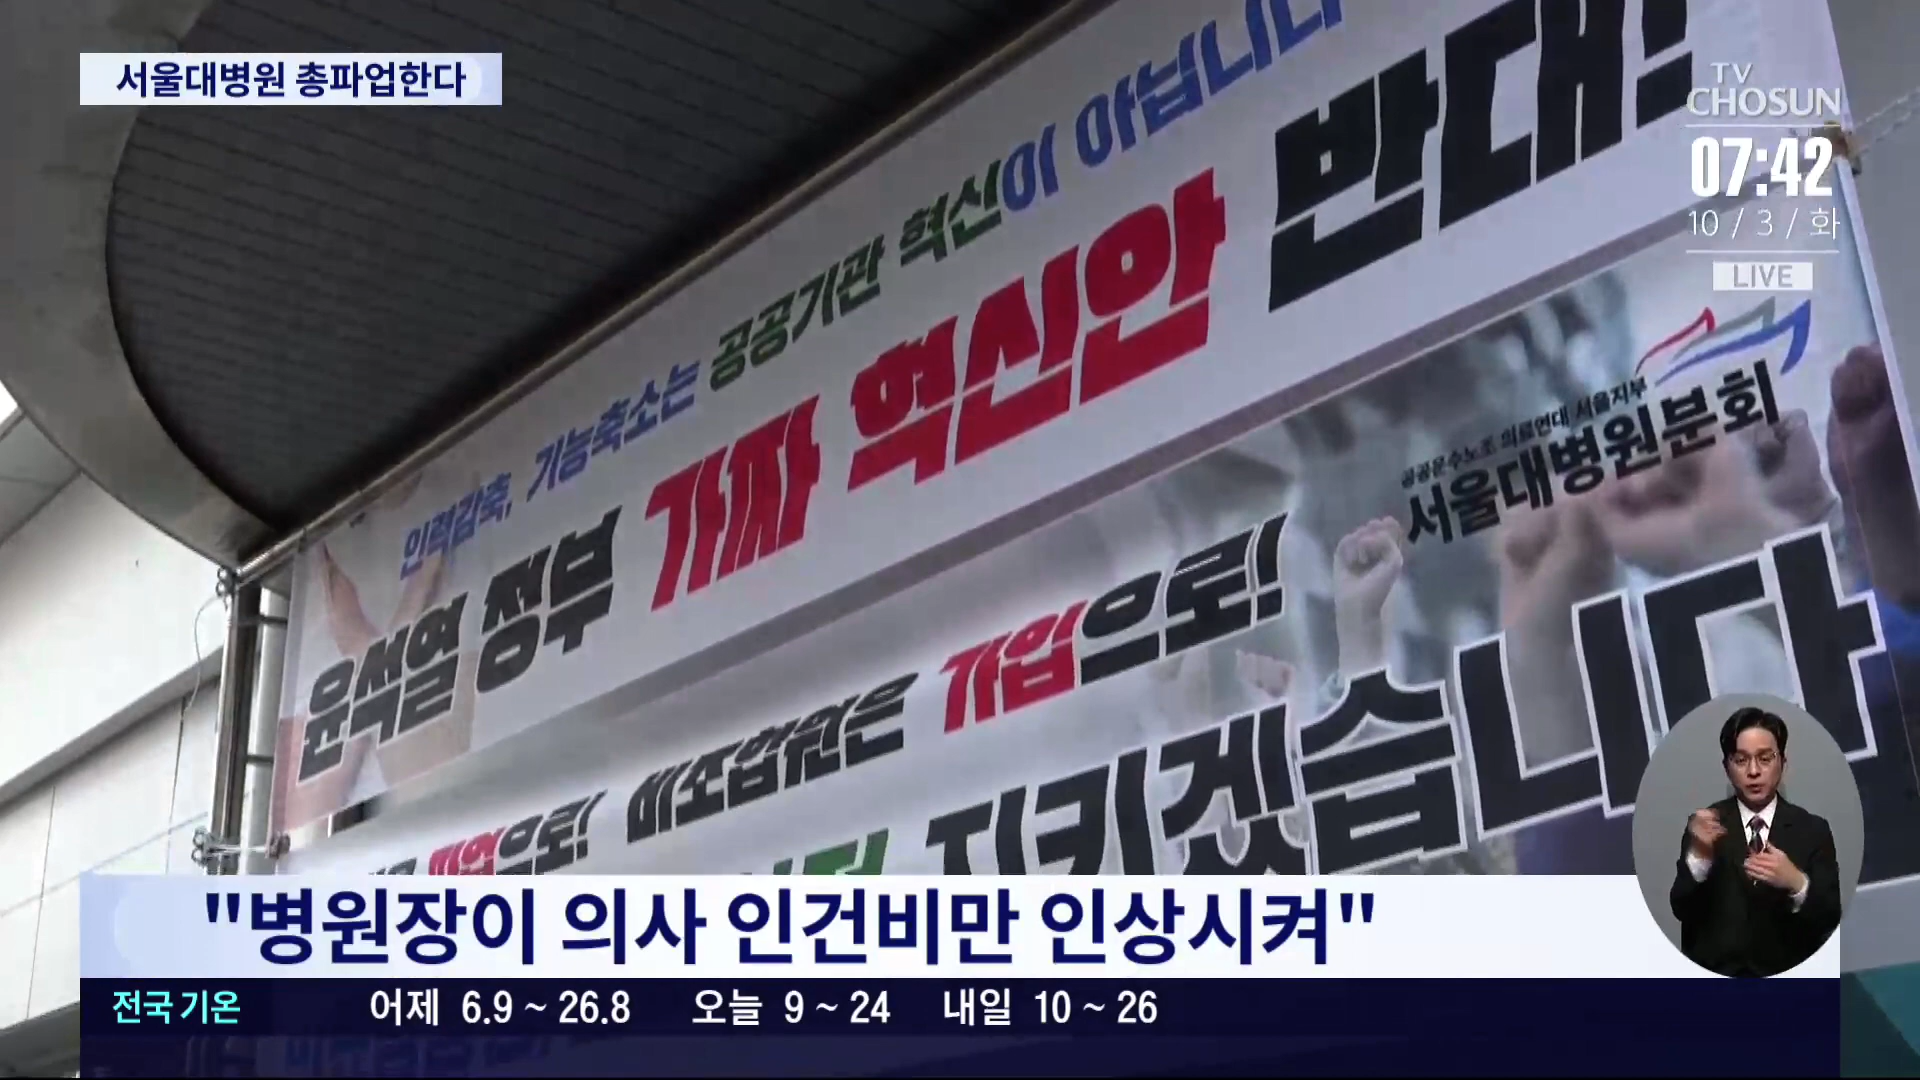 서울대병원 총파업한다
TV
CHOSUN
07:42
10 / 3 / 화
LIVE
인력감축, 기능축소는 공공기관 혁신이 아닙니다
윤석열 정부 가짜 혁신안 반대!
공공운수노조 의료연대 서울지부
서울대병원분회
파업으로! 비조합원은 가입으로!
지키겠습니다
"병원장이 의사 인건비만 인상시켜"
전국 기온 어제 6.9 ~ 26.8 오늘 9 ~ 24 내일 10 ~ 26